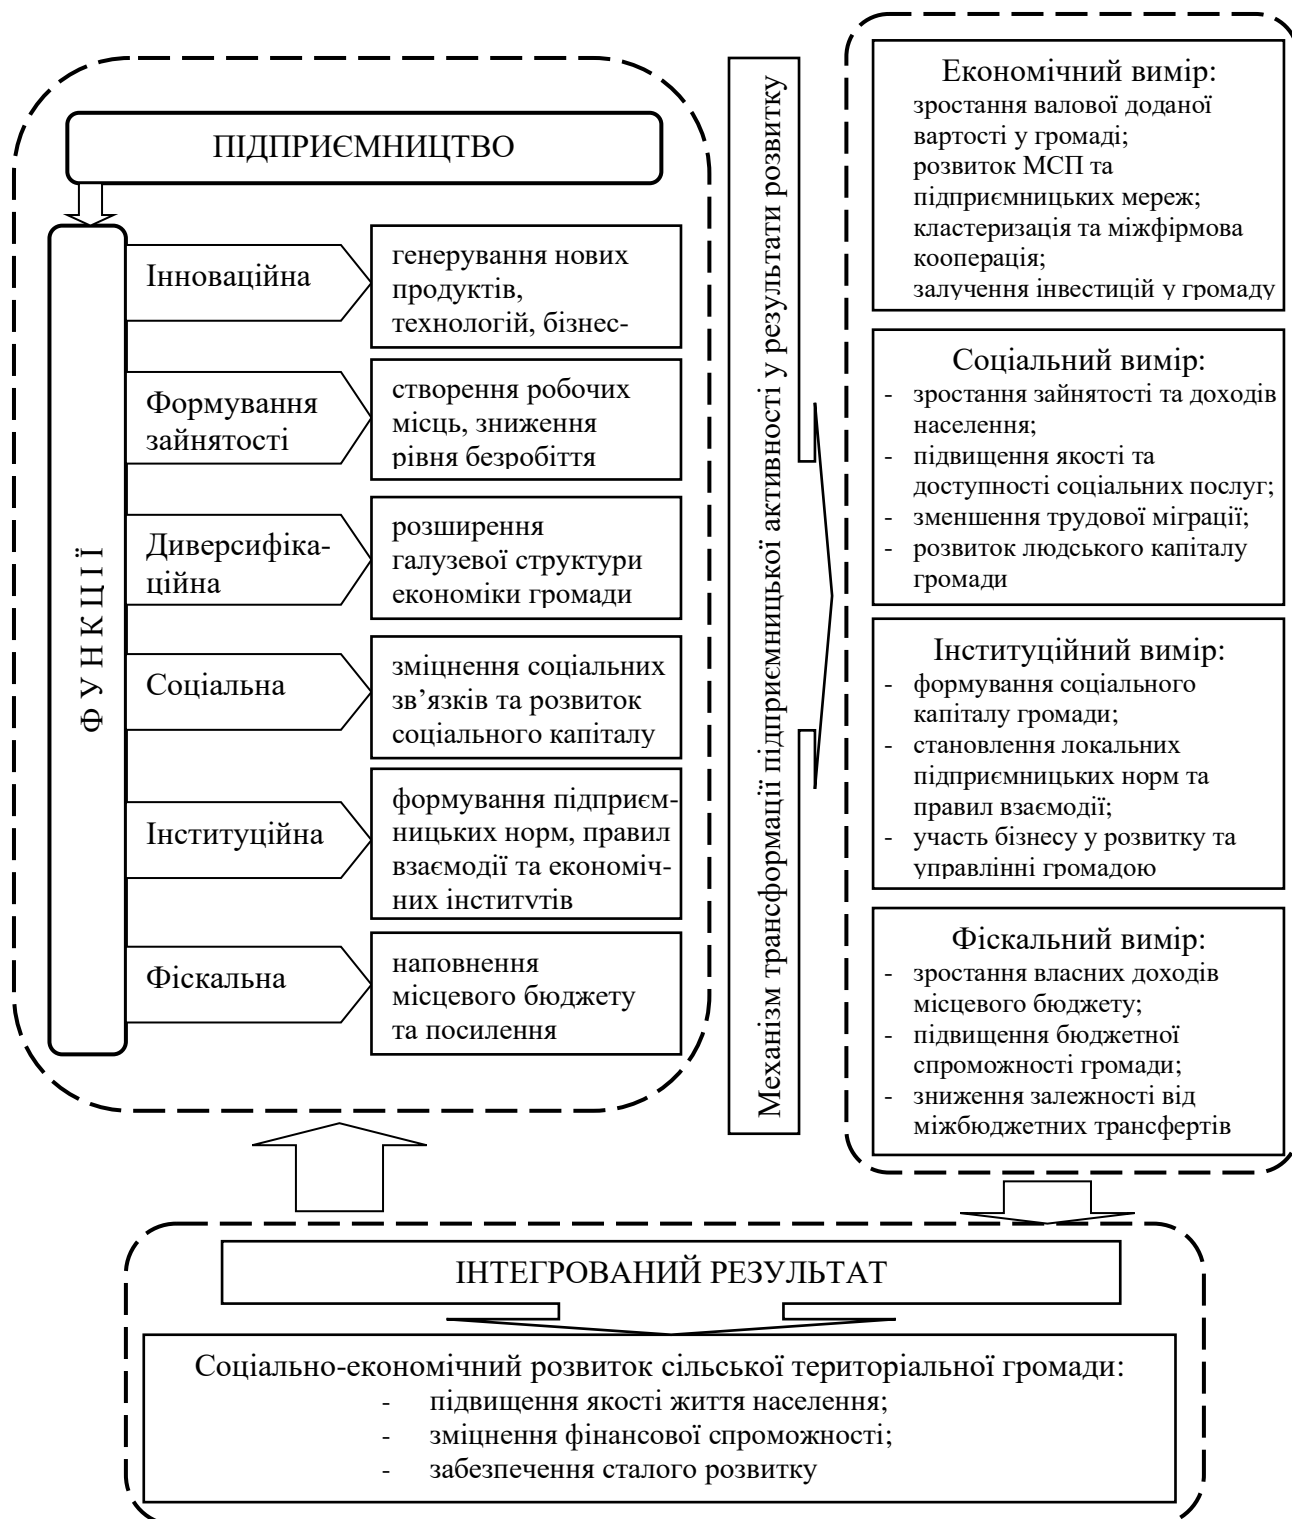 ПІДПРИЄМНИЦТВО
ФУНКЦІЇ
Інноваційна
генерування нових
продуктів,
технологій, бізнес-
Формування
зайнятості
створення робочих
місць, зниження
рівня безробіття
Диверсифіка-
ційна
розширення
галузевої структури
економіки громади
Соціальна
зміцнення соціальних
зв’язків та розвиток
соціального капіталу
Інституційна
формування підприєм-
ницьких норм, правил
взаємодії та економіч-
них інститутів
Фіскальна
наповнення
місцевого бюджету
та посилення
Механізм трансформації підприємницької активності у результати розвитку
Економічний вимір:
зростання валової доданої
вартості у громаді;
розвиток МСП та
підприємницьких мереж;
кластеризація та міжфірмова
кооперація;
залучення інвестицій у громаду
Соціальний вимір:
- зростання зайнятості та доходів
населення;
- підвищення якості та
доступності соціальних послуг;
- зменшення трудової міграції;
- розвиток людського капіталу
громади
Інституційний вимір:
- формування соціального
капіталу громади;
- становлення локальних
підприємницьких норм та
правил взаємодії;
- участь бізнесу у розвитку та
управлінні громадою
Фіскальний вимір:
- зростання власних доходів
місцевого бюджету;
- підвищення бюджетної
спроможності громади;
- зниження залежності від
міжбюджетних трансфертів
ІНТЕГРОВАНИЙ РЕЗУЛЬТАТ
Соціально-економічний розвиток сільської територіальної громади:
- підвищення якості життя населення;
- зміцнення фінансової спроможності;
- забезпечення сталого розвитку